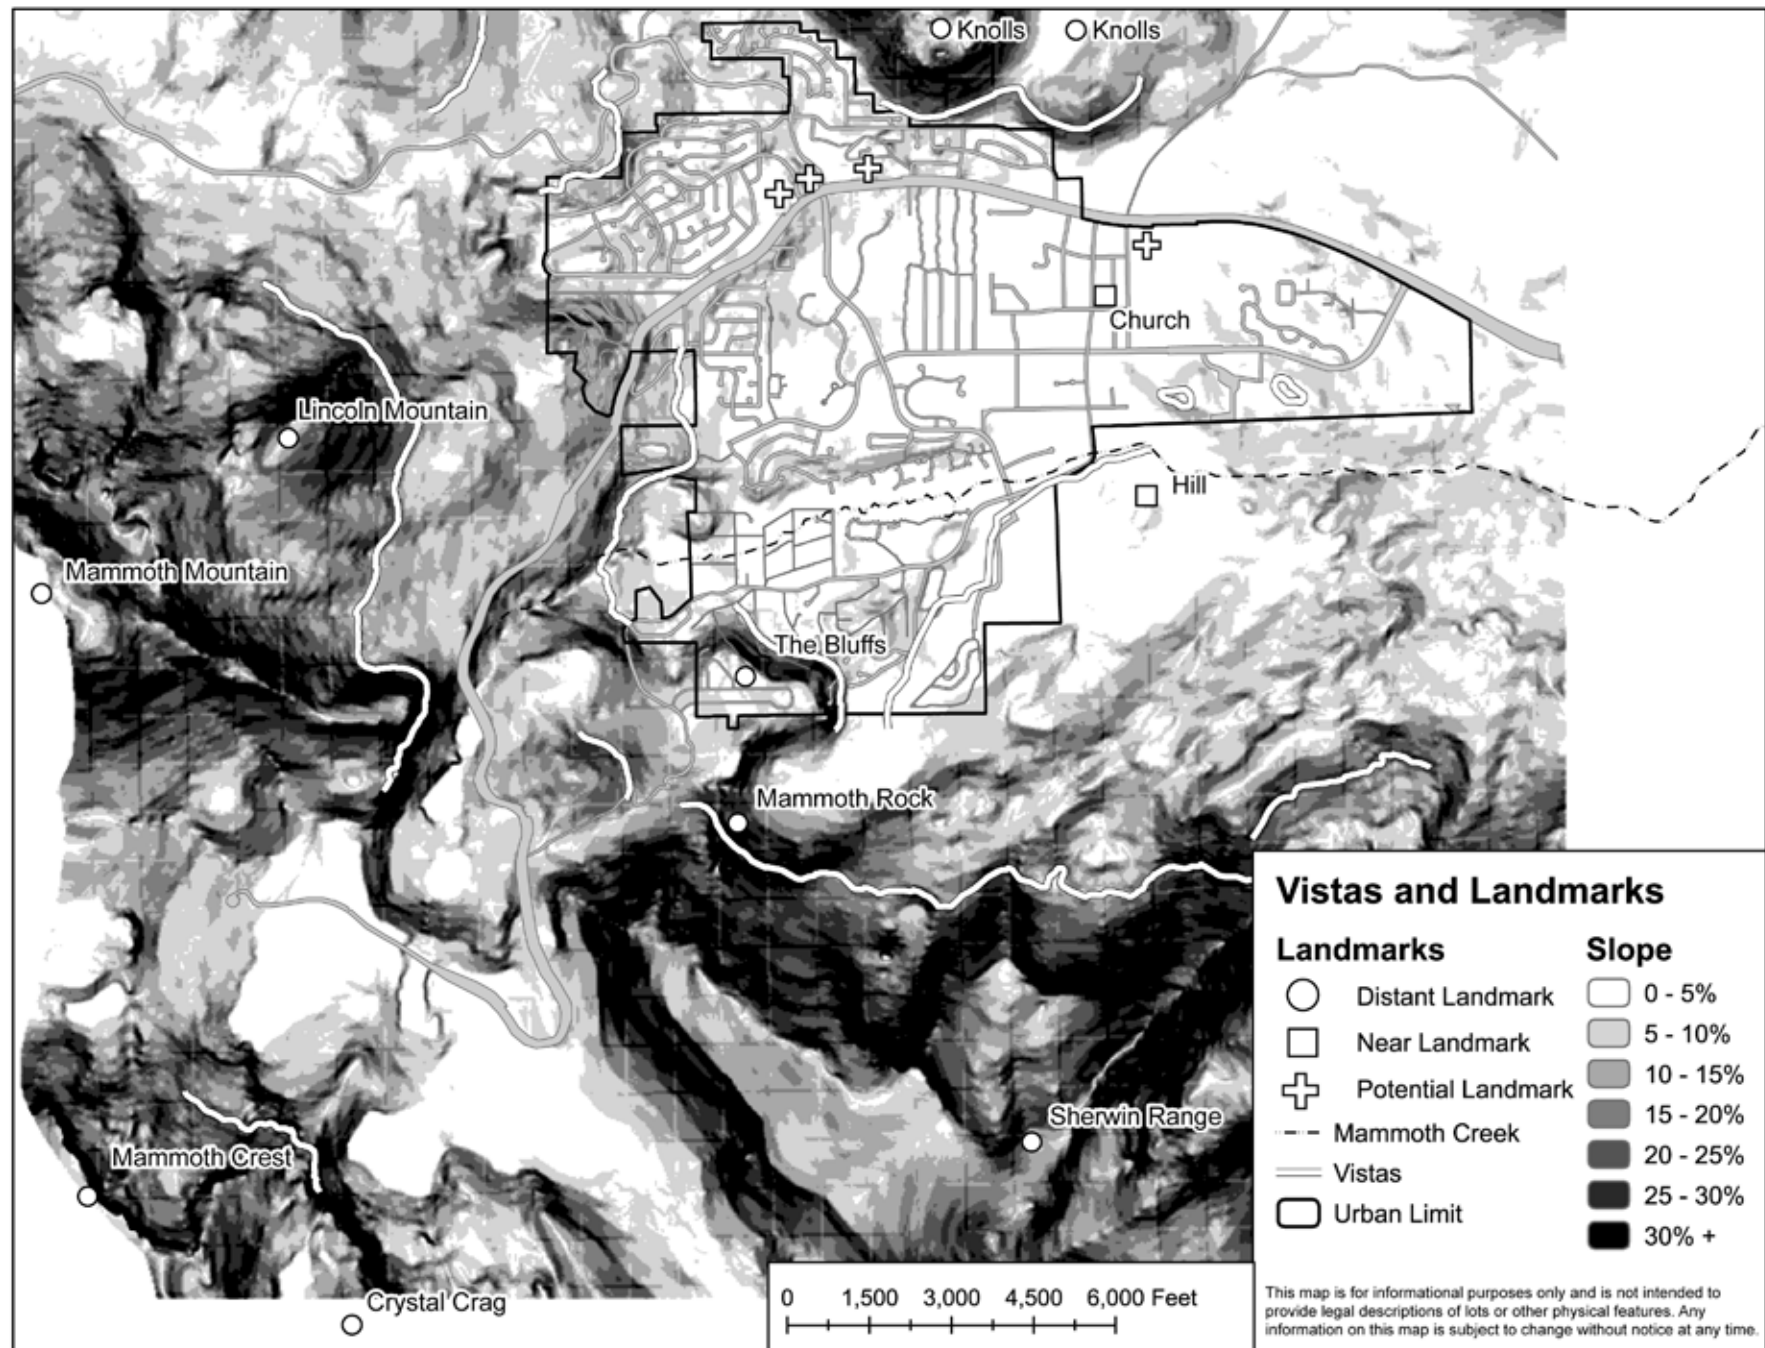 Knolls
Knolls
Church
Lincoln Mountain
Hill
Mammoth Mountain
The Bluffs
Mammoth Rock
Sherwin Range
Mammoth Crest
Crystal Crag
0 1,500 3,000 4,500 6,000 Feet
Vistas and Landmarks
Landmarks
Distant Landmark
Near Landmark
Potential Landmark
Mammoth Creek
Vistas
Urban Limit
Slope
0 - 5%
5 - 10%
10 - 15%
15 - 20%
20 - 25%
25 - 30%
30% +
This map is for informational purposes only and is not intended to
provide legal descriptions of lots or other physical features. Any
information on this map is subject to change without notice at any time.